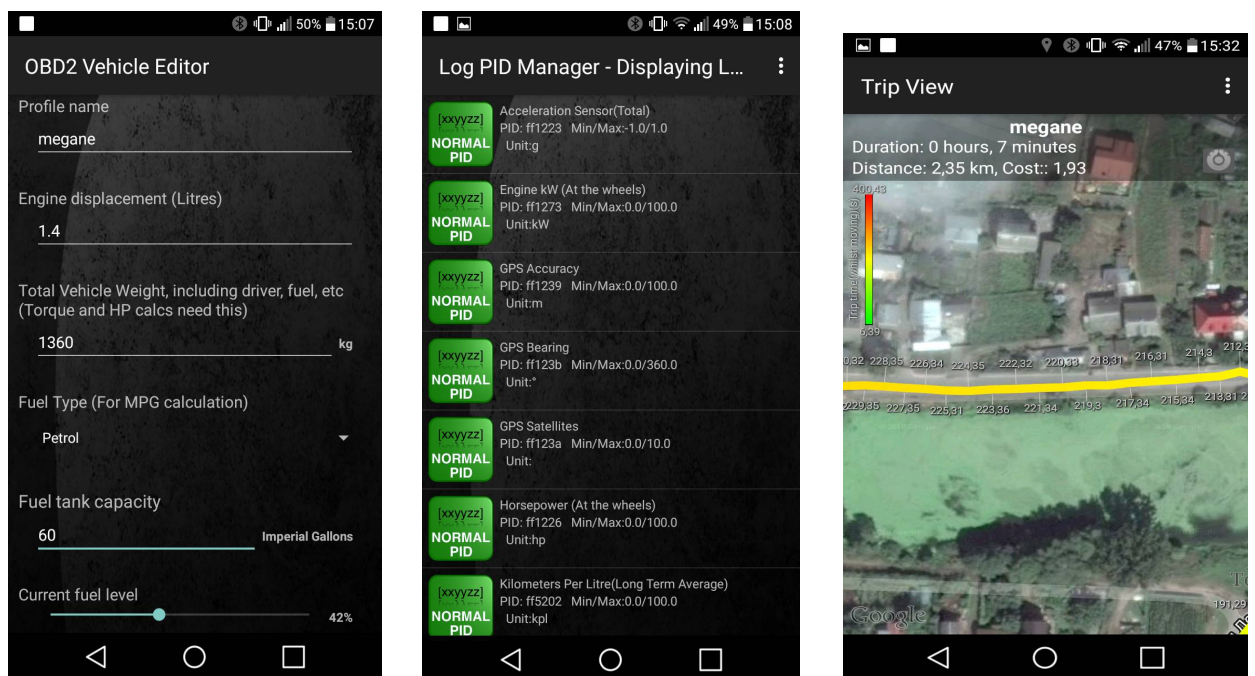 50% 15:07
OBD2 Vehicle Editor
Profile name
megane
Engine displacement (Litres)
1.4
Total Vehicle Weight, including driver, fuel, etc
(Torque and HP calcs need this)
1360 kg
Fuel Type (For MPG calculation)
Petrol
Fuel tank capacity
60 Imperial Gallons
Current fuel level
42%
49% 15:08
Log PID Manager - Displaying L...
[xxyyzz]
NORMAL
PID
Acceleration Sensor(Total)
PID: ff1223 Min/Max:-1.0/1.0
Unit:g
[xxyyzz]
NORMAL
PID
Engine kW (At the wheels)
PID: ff1273 Min/Max:0.0/100.0
Unit:kW
[xxyyzz]
NORMAL
PID
GPS Accuracy
PID: ff1239 Min/Max:0.0/100.0
Unit:m
[xxyyzz]
NORMAL
PID
GPS Bearing
PID: ff123b Min/Max:0.0/360.0
Unit:°
[xxyyzz]
NORMAL
PID
GPS Satellites
PID: ff123a Min/Max:0.0/10.0
Unit:
[xxyyzz]
NORMAL
PID
Horsepower (At the wheels)
PID: ff1226 Min/Max:0.0/100.0
Unit:hp
[xxyyzz]
NORMAL
PID
Kilometers Per Litre(Long Term Average)
PID: ff5202 Min/Max:0.0/100.0
Unit:kpl
47% 15:32
Trip View
megane
Duration: 0 hours, 7 minutes
Distance: 2,35 km, Cost:: 1,93
400,43
Trip time (whilst moving)(s)
6,39
0,32 228,35 226,34 224,35 222,32 220,33 218,31 216,31 214,3 212,3
229,35 227,35 225,31 223,36 221,34 219,3 217,34 215,34 213,31 2
191,29
Google